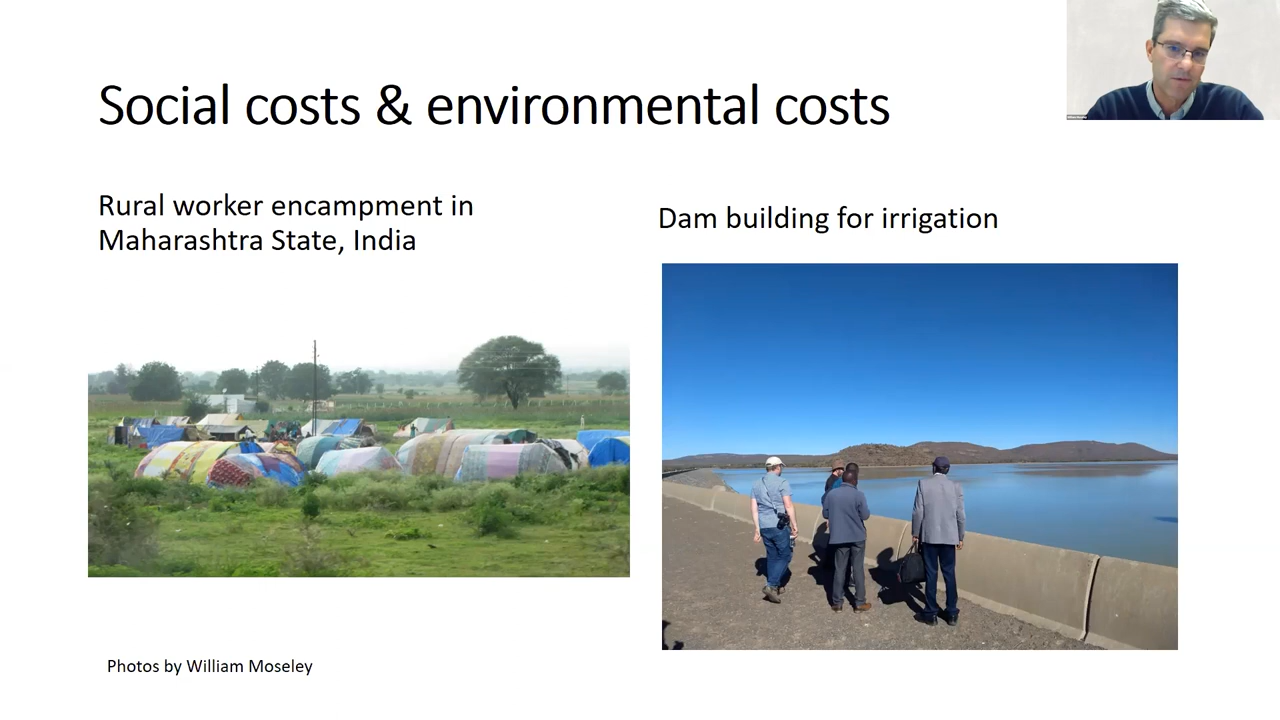 Social costs & environmental costs
Rural worker encampment in
Maharashtra State, India
Dam building for irrigation
Photos by William Moseley